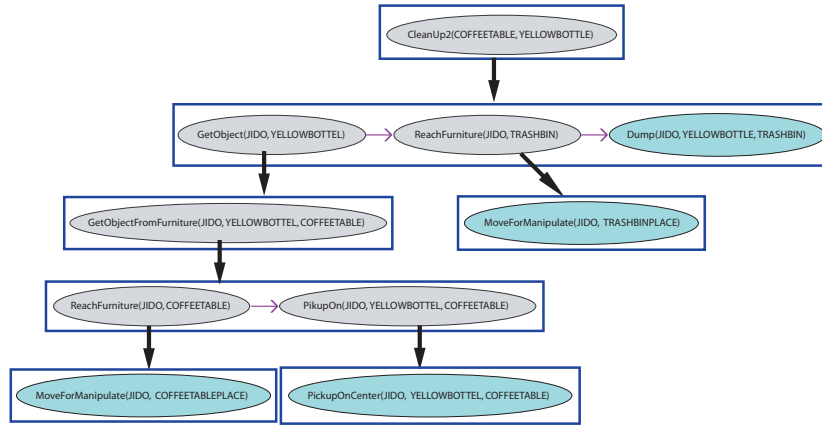 CleanUp2(COFFEETABLE, YELLOWBOTTLE)
GetObject(JIDO, YELLOWBOTTEL)
ReachFurniture(JIDO, TRASHBIN)
Dump(JIDO, YELLOWBOTTLE, TRASHBIN)
GetObjectFromFurniture(JIDO, YELLOWBOTTEL, COFFEETABLE)
MoveForManipulate(JIDO, TRASHBINPLACE)
ReachFurniture(JIDO, COFFEETABLE)
PikupOn(JIDO, YELLOWBOTTEL, COFFEETABLE)
MoveForManipulate(JIDO, COFFEETABLEPLACE)
PickupOnCenter(JIDO, YELLOWBOTTEL, COFFEETABLE)